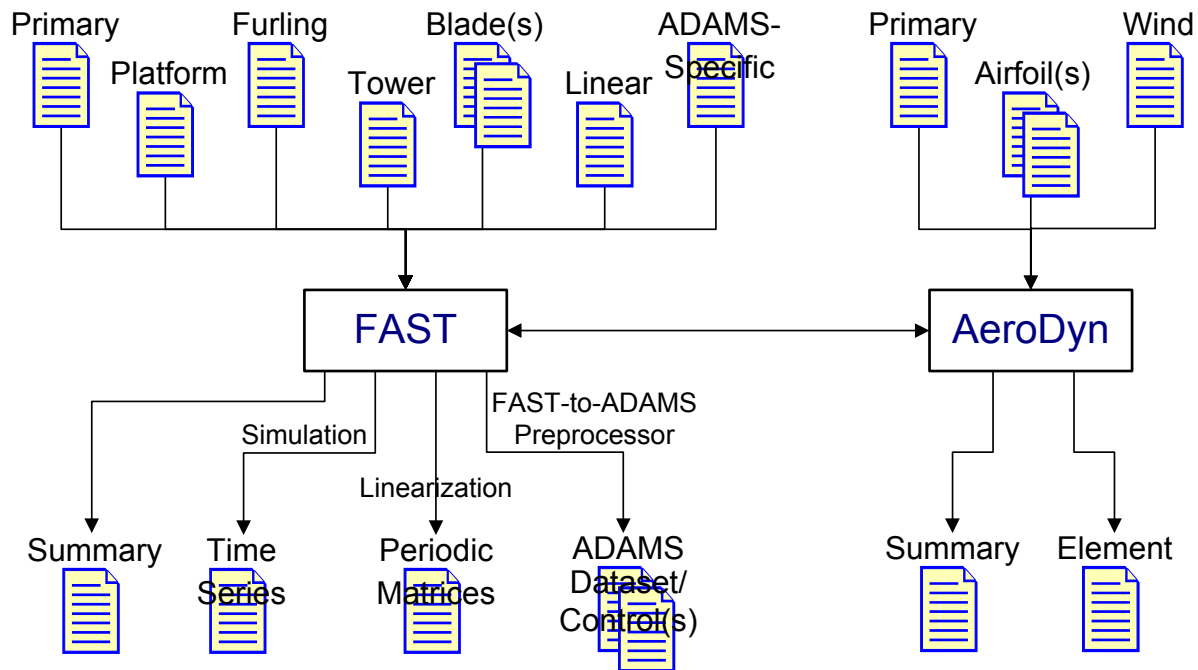 Primary
Furling
Blade(s)
ADAMS-
Specific
Platform
Tower
Linear
Primary
Wind
Airfoil(s)
FAST
AeroDyn
FAST-to-ADAMS
Preprocessor
Simulation
Linearization
Summary
Time
Series
Periodic
Matrices
ADAMS
Dataset/
Control(s)
Summary
Element